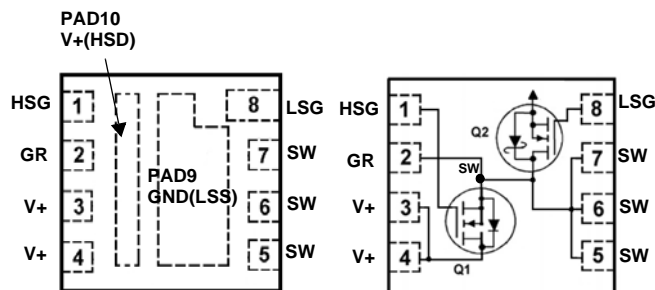 PAD10
V+(HSD)
HSG 1 8 LSG
GR 2 7 SW
PAD9
GND(LSS)
V+ 3 6 SW
V+ 4 5 SW
HSG 1 8 LSG
Q2
GR 2 7 SW
SW
V+ 3 6 SW
V+ 4 5 SW
Q1